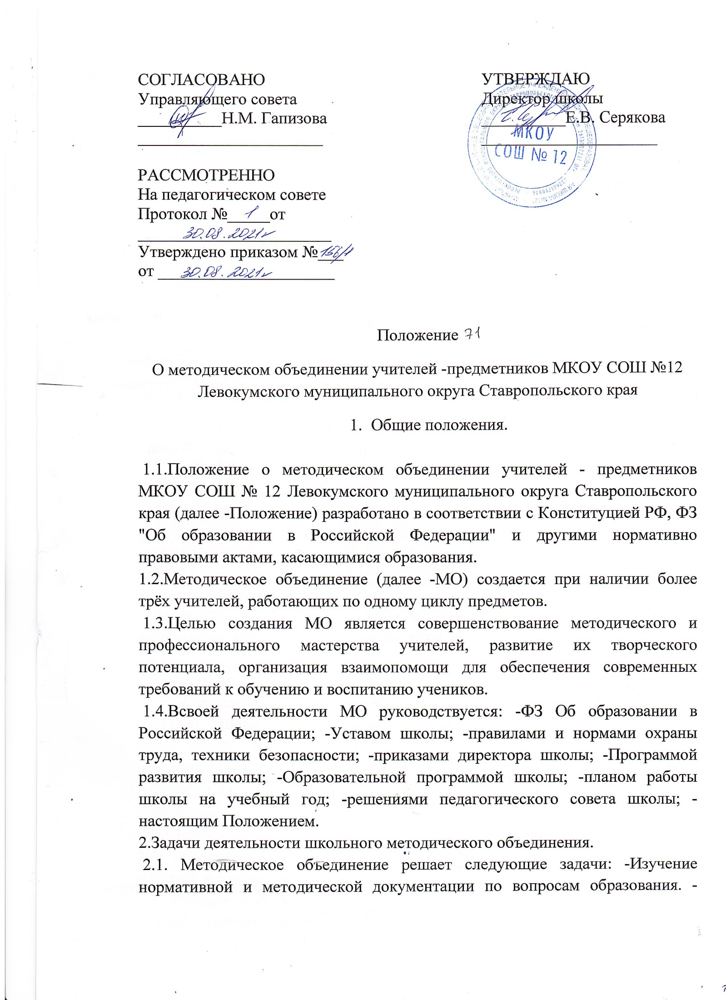 СОГЛАСОВАНО
Управляющего совета
__________Н.М. Гапизова
РАССМОТРЕННО
На педагогическом совете
Протокол № 1 от
30.08.2021г
Утверждено приказом №156/1
от 30.08.2021г
УТВЕРЖДАЮ
Директор школы
__________Е.В. Серякова
МКОУ
СОШ № 12
Положение 71
О методическом объединении учителей -предметников МКОУ СОШ №12
Левокумского муниципального округа Ставропольского края
1. Общие положения.
1.1.Положение о методическом объединении учителей - предметников
МКОУ СОШ № 12 Левокумского муниципального округа Ставропольского
края (далее -Положение) разработано в соответствии с Конституцией РФ, ФЗ
"Об образовании в Российской Федерации" и другими нормативно
правовыми актами, касающимися образования.
1.2.Методическое объединение (далее -МО) создается при наличии более
трёх учителей, работающих по одному циклу предметов.
1.3.Целью создания МО является совершенствование методического и
профессионального мастерства учителей, развитие их творческого
потенциала, организация взаимопомощи для обеспечения современных
требований к обучению и воспитанию учеников.
1.4.Всвоей деятельности МО руководствуется: -ФЗ Об образовании в
Российской Федерации; -Уставом школы; -правилами и нормами охраны
труда, техники безопасности; -приказами директора школы; -Программой
развития школы; -Образовательной программой школы; -планом работы
школы на учебный год; -решениями педагогического совета школы; -
настоящим Положением.
2.Задачи деятельности школьного методического объединения.
2.1. Методическое объединение решает следующие задачи: -Изучение
нормативной и методической документации по вопросам образования. -